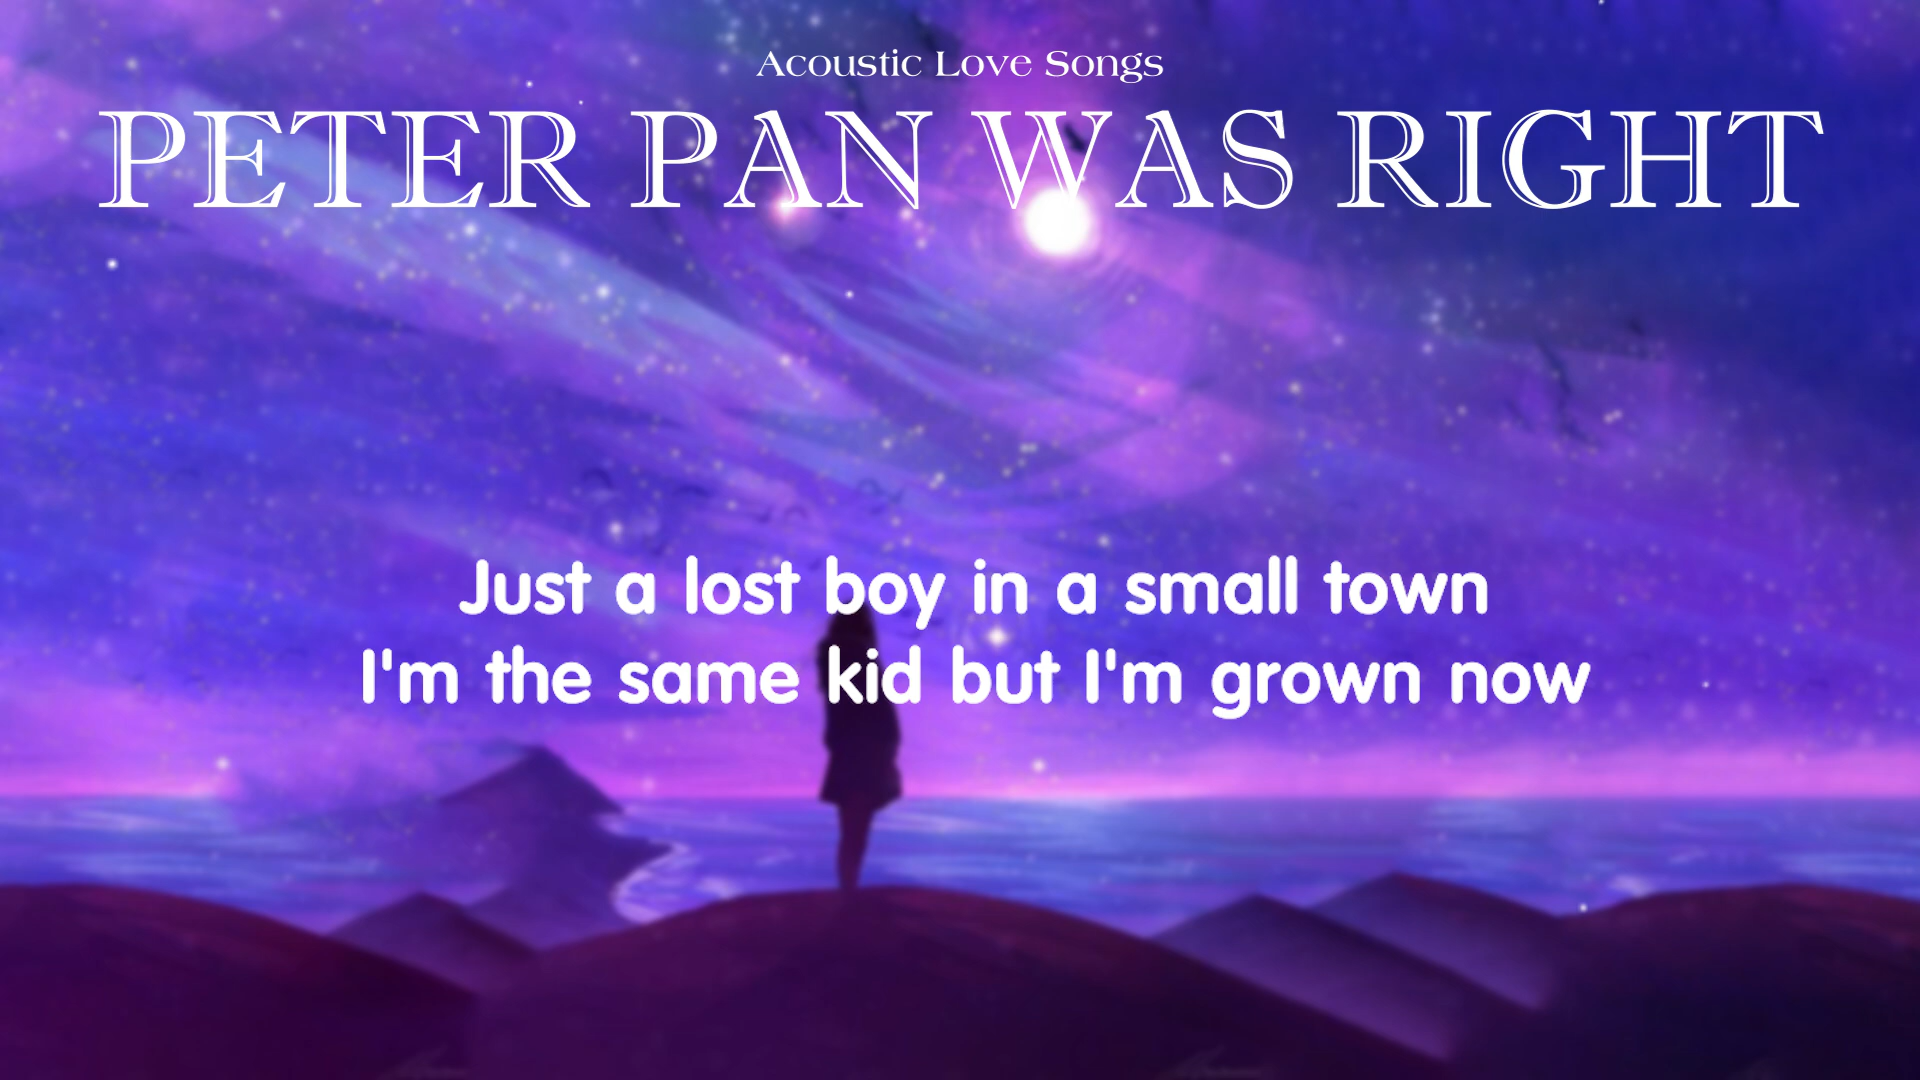 Acoustic Love Songs
PETER PAN WAS RIGHT
Just a lost boy in a small town
I'm the same kid but I'm grown now